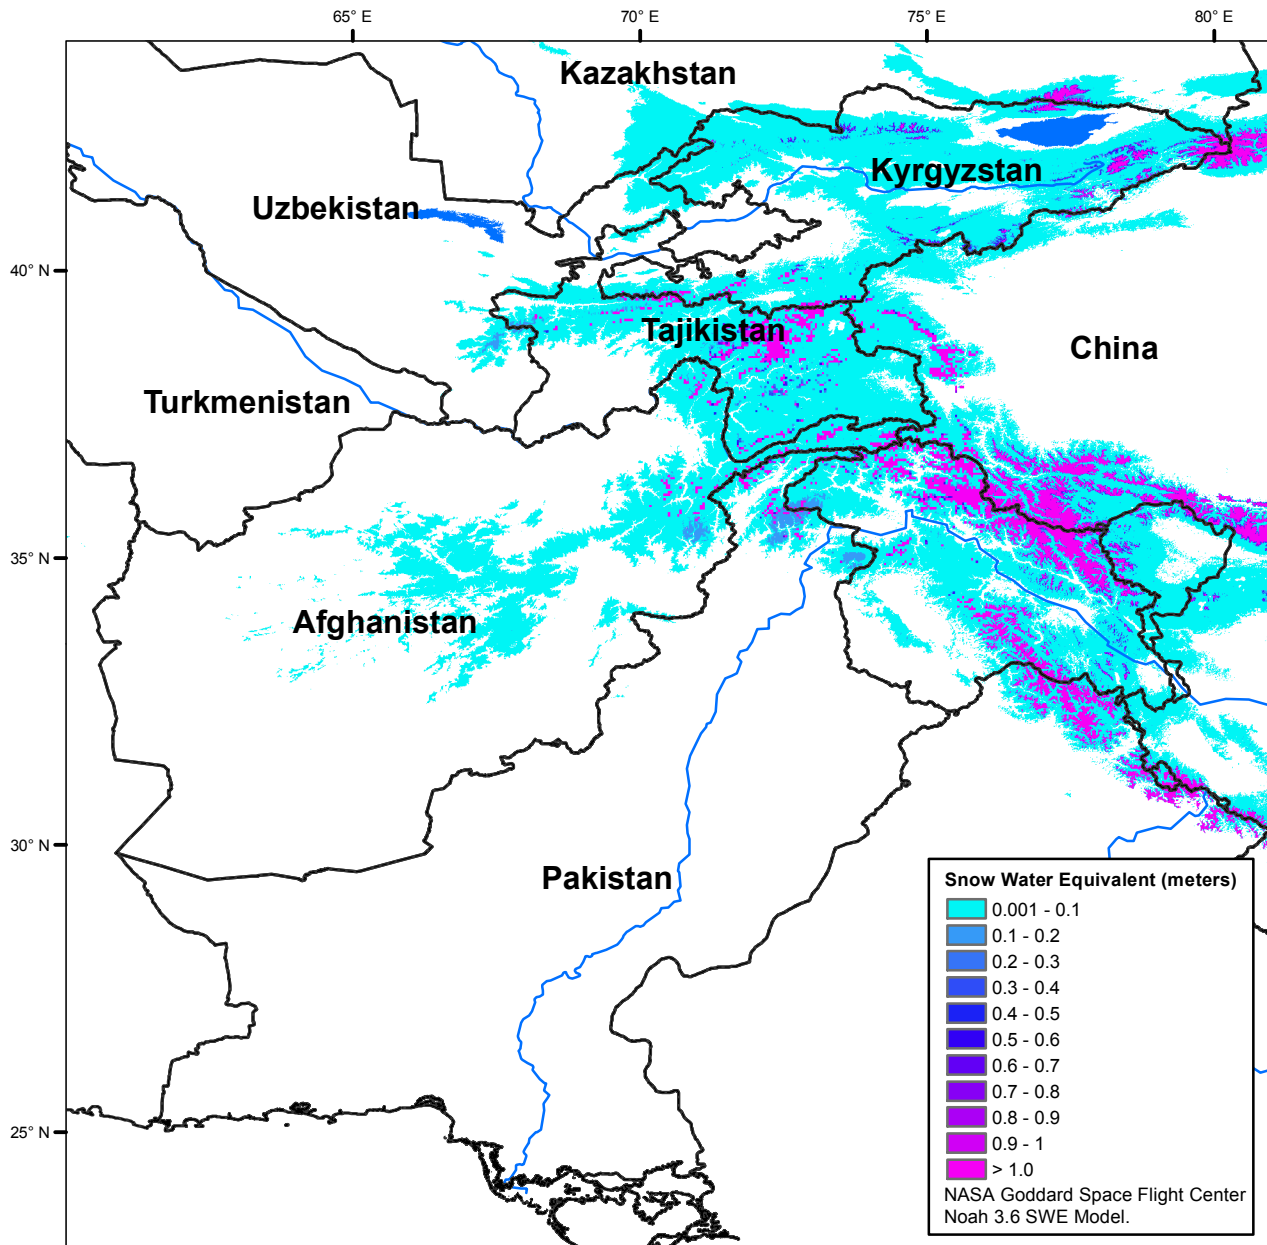 65° E
70° E
75° E
80° E
Kazakhstan
Kyrgyzstan
Uzbekistan
40° N
Tajikistan
China
Turkmenistan
35° N
Afghanistan
30° N
Pakistan
25° N
Snow Water Equivalent (meters)
0.001 - 0.1
0.1 - 0.2
0.2 - 0.3
0.3 - 0.4
0.4 - 0.5
0.5 - 0.6
0.6 - 0.7
0.7 - 0.8
0.8 - 0.9
0.9 - 1
> 1.0
NASA Goddard Space Flight Center
Noah 3.6 SWE Model.